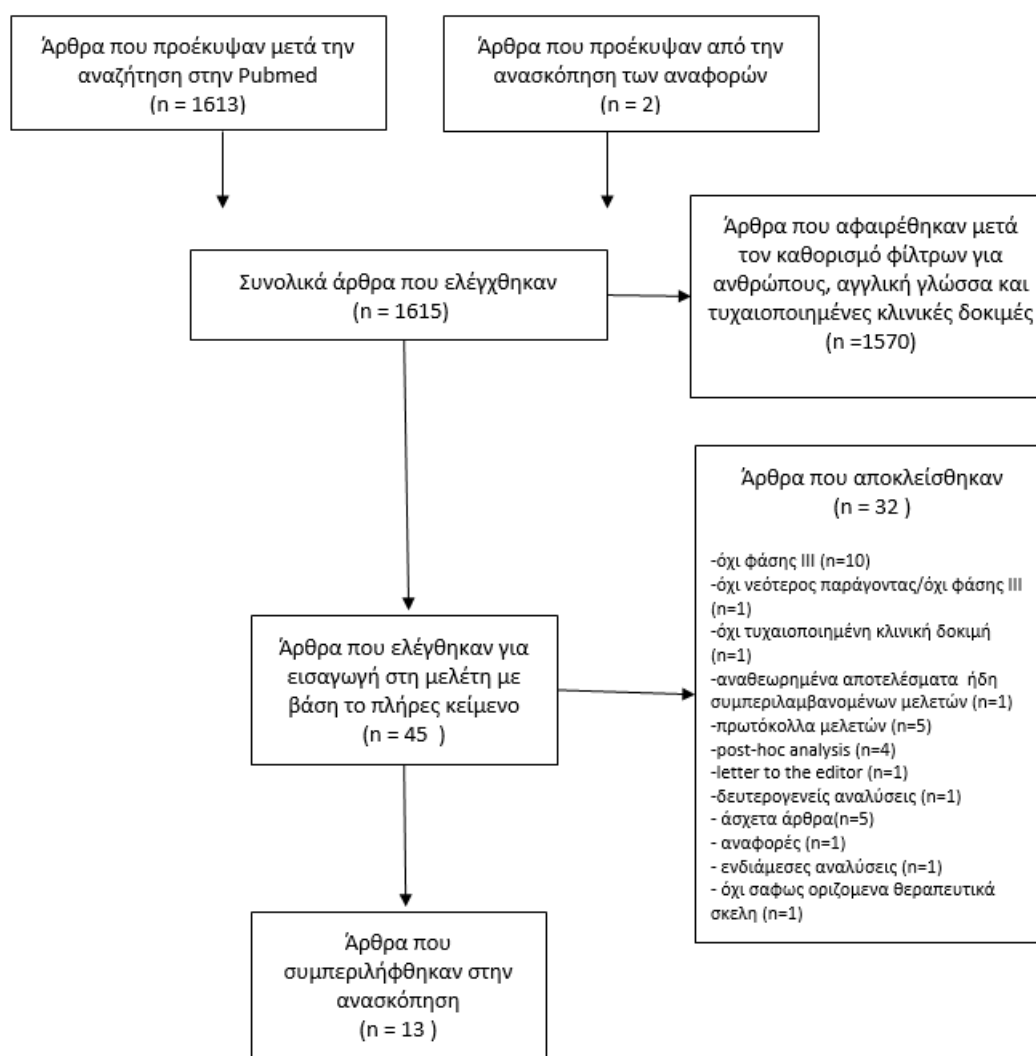 Άρθρα που προέκυψαν μετά την
αναζήτηση στην Pubmed
(n = 1613)
Άρθρα που προέκυψαν από την
ανασκόπηση των αναφορών
(n = 2)
Συνολικά άρθρα που ελέγχθηκαν
(n = 1615)
Άρθρα που αφαιρέθηκαν μετά
τον καθορισμό φίλτρων για
ανθρώπους, αγγλική γλώσσα και
τυχαιοποιημένες κλινικές δοκιμές
(n =1570)
Άρθρα που ελέγθηκαν για
εισαγωγή στη μελέτη με
βάση το πλήρες κείμενο
(n = 45 )
Άρθρα που αποκλείσθηκαν
(n = 32 )
-όχι φάσης III (n=10)
-όχι νεότερος παράγοντας/όχι φάσης III
(n=1)
-όχι τυχαιοποιημένη κλινική δοκιμή
(n=1)
-αναθεωρημένα αποτελέσματα ήδη
συμπεριλαμβανομένων μελετών (n=1)
-πρωτόκολλα μελετών (n=5)
-post-hoc analysis (n=4)
-letter to the editor (n=1)
-δευτερογενείς αναλύσεις (n=1)
- άσχετα άρθρα(n=5)
- αναφορές (n=1)
- ενδιάμεσες αναλύσεις (n=1)
- όχι σαφως οριζομενα θεραπευτικά
σκελη (n=1)
Άρθρα που
συμπεριλήφθηκαν στην
ανασκόπηση
(n = 13 )